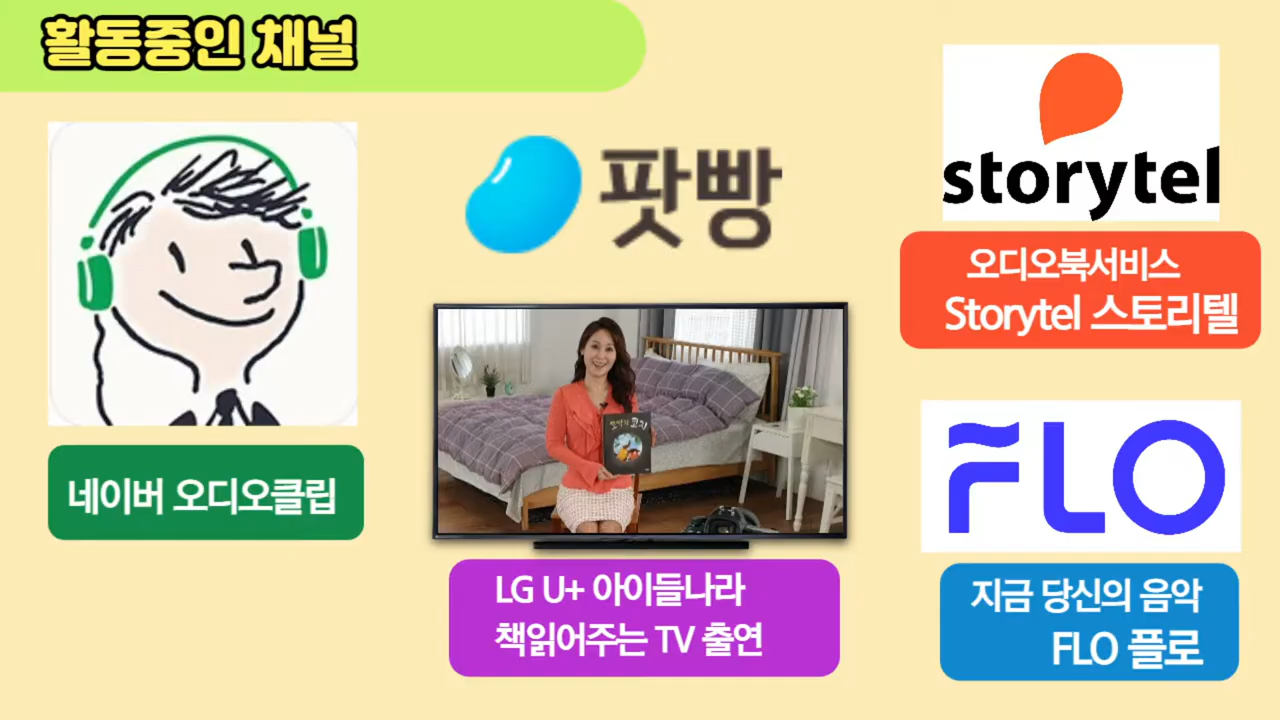 활동중인 채널
네이버 오디오클립
팟빵
LG U+ 아이들나라
책읽어주는 TV 출연
storytel
오디오북서비스
Storytel 스토리텔
FLO
지금 당신의 음악
FLO 플로